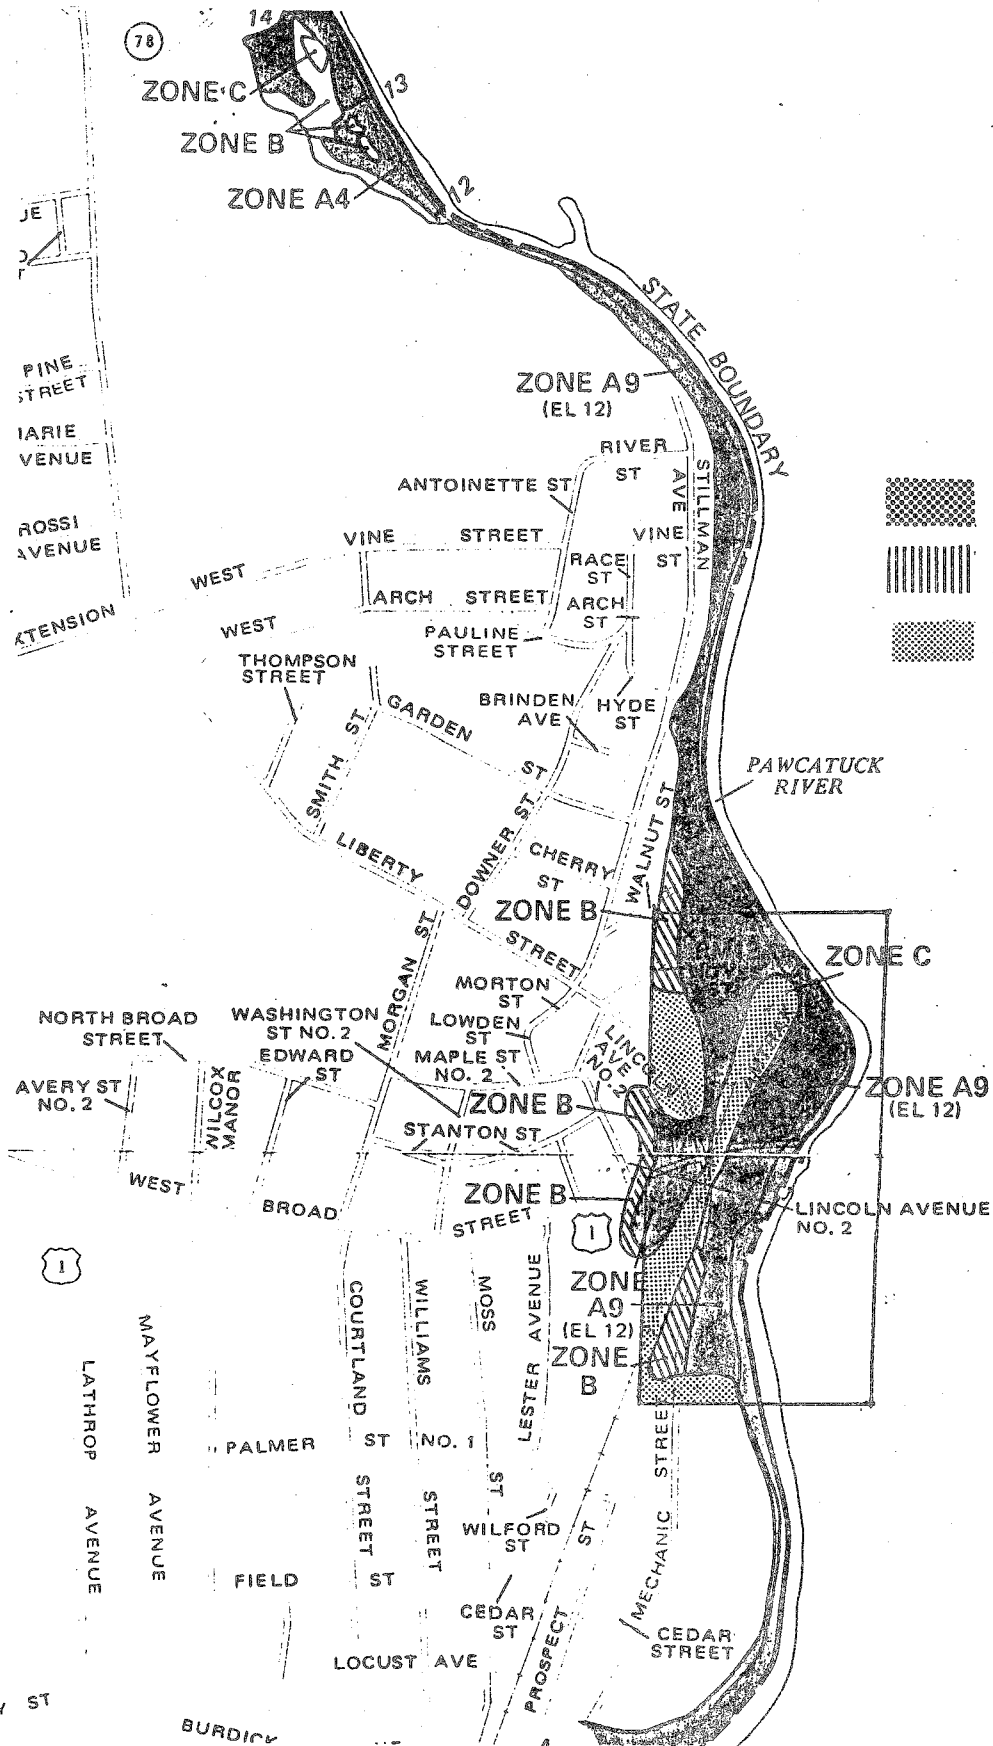 14
78
ZONE C
13
ZONE B
12
ZONE A4
STATE BOUNDARY
PINE
STREET
VENUE
ZONE A9
(EL 12)
RIVER
ST
ANTOINETTE ST
STILLMAN
AVE
ROSSI
AVENUE
VINE STREET
VINE
ST
RACE
ST
WEST
ARCH STREET
ARCH
ST
WEST
PAULINE
STREET
THOMPSON
STREET
BRINDEN
AVE
HYDE
ST
GARDEN
ST
SMITH ST
PAWCATUCK
RIVER
WALNUT ST
DOWNER ST
LIBERTY
STREET
CHERRY
ST
ZONE B
ZONE C
MORGAN ST
MORTON
ST
NORTH BROAD
STREET
WASHINGTON
ST NO. 2
LOWDEN
ST
LINCOLN
AVE
NO. 2
EDWARD
ST
MAPLE ST
NO. 2
AVERY ST
NO. 2
WILCOX
MANOR
ZONE B
ZONE A9
(EL 12)
STANTON ST
WEST
BROAD
STREET
ZONE B
LINCOLN AVENUE
NO. 2
1
1
ZONE
A9
(EL 12)
ZONE
B
COURTLAND
STREET
WILLIAMS
STREET
MOSS
ST
LESTER AVENUE
MAYFLOWER AVENUE
LATHROP AVENUE
PALMER ST NO. 1
MECHANIC STREE
WILFORD
ST
FIELD ST
CEDAR
ST
PROSPECT ST
CEDAR
STREET
LOCUST AVE
ST